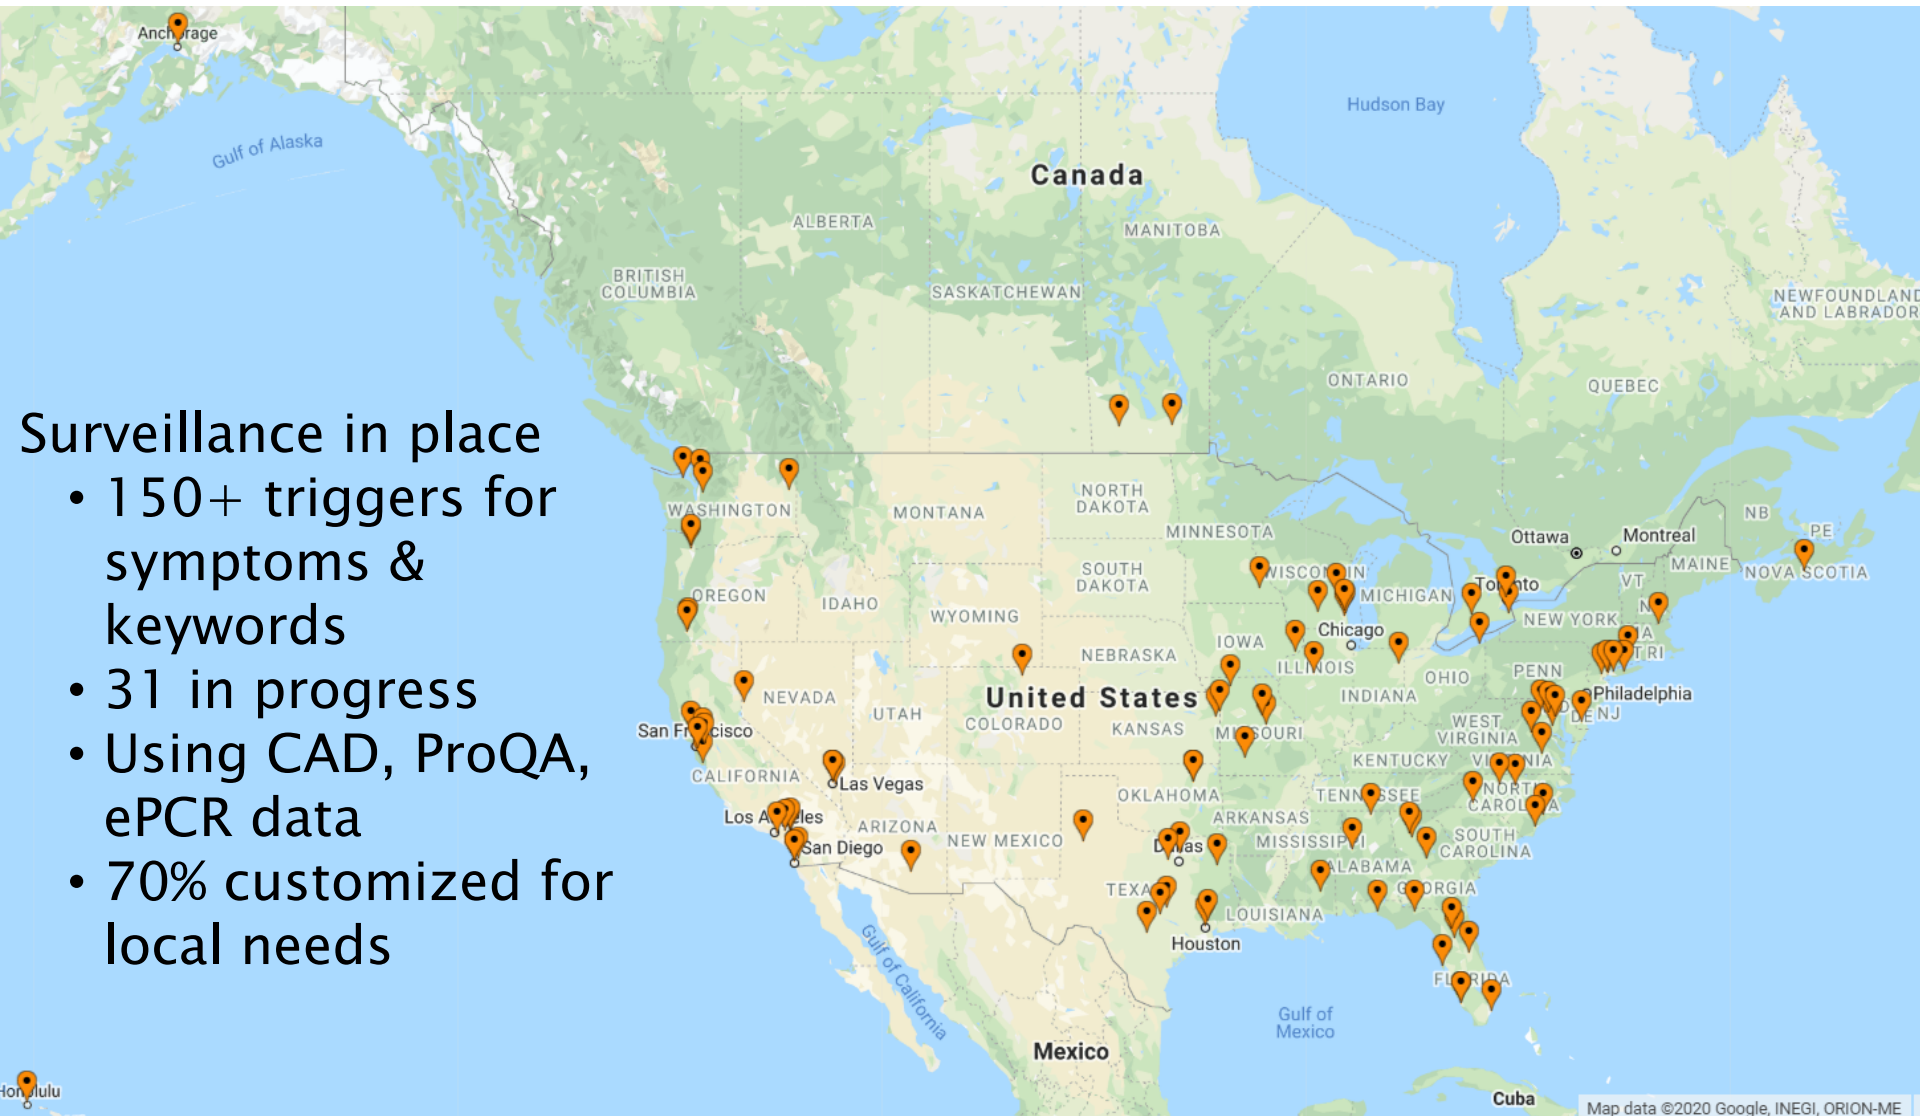 Anchorage
Gulf of Alaska
Hudson Bay
Canada
ALBERTA
MANITOBA
BRITISH
COLUMBIA
SASKATCHEWAN
NEWFOUNDLAND
AND LABRADOR
ONTARIO
QUEBEC
Surveillance in place
• 150+ triggers for
symptoms &
keywords
• 31 in progress
• Using CAD, ProQA,
ePCR data
• 70% customized for
local needs
WASHINGTON
MONTANA
NORTH
DAKOTA
MINNESOTA
Ottawa
Montreal
NB
PE
MAINE
NOVA SCOTIA
OREGON
IDAHO
SOUTH
DAKOTA
WISCONSIN
MICHIGAN
Toronto
VT
WYOMING
NEW YORK
IOWA
Chicago
NEBRASKA
ILLINOIS
OHIO
PENN
CT RI
United States
NEVADA
INDIANA
Philadelphia
UTAH
COLORADO
KANSAS
MISSOURI
WEST
VIRGINIA
DE
NJ
San Francisco
CALIFORNIA
KENTUCKY
VIRGINIA
Las Vegas
OKLAHOMA
TENNESSEE
NORTH
CAROLINA
Los Angeles
ARIZONA
NEW MEXICO
ARKANSAS
MISSISSIPPI
SOUTH
CAROLINA
San Diego
Dallas
ALABAMA
TEXAS
GEORGIA
LOUISIANA
Houston
Gulf of California
FLORIDA
Gulf of
Mexico
Mexico
Honolulu
Cuba
Map data ©2020 Google, INEGI, ORION-ME